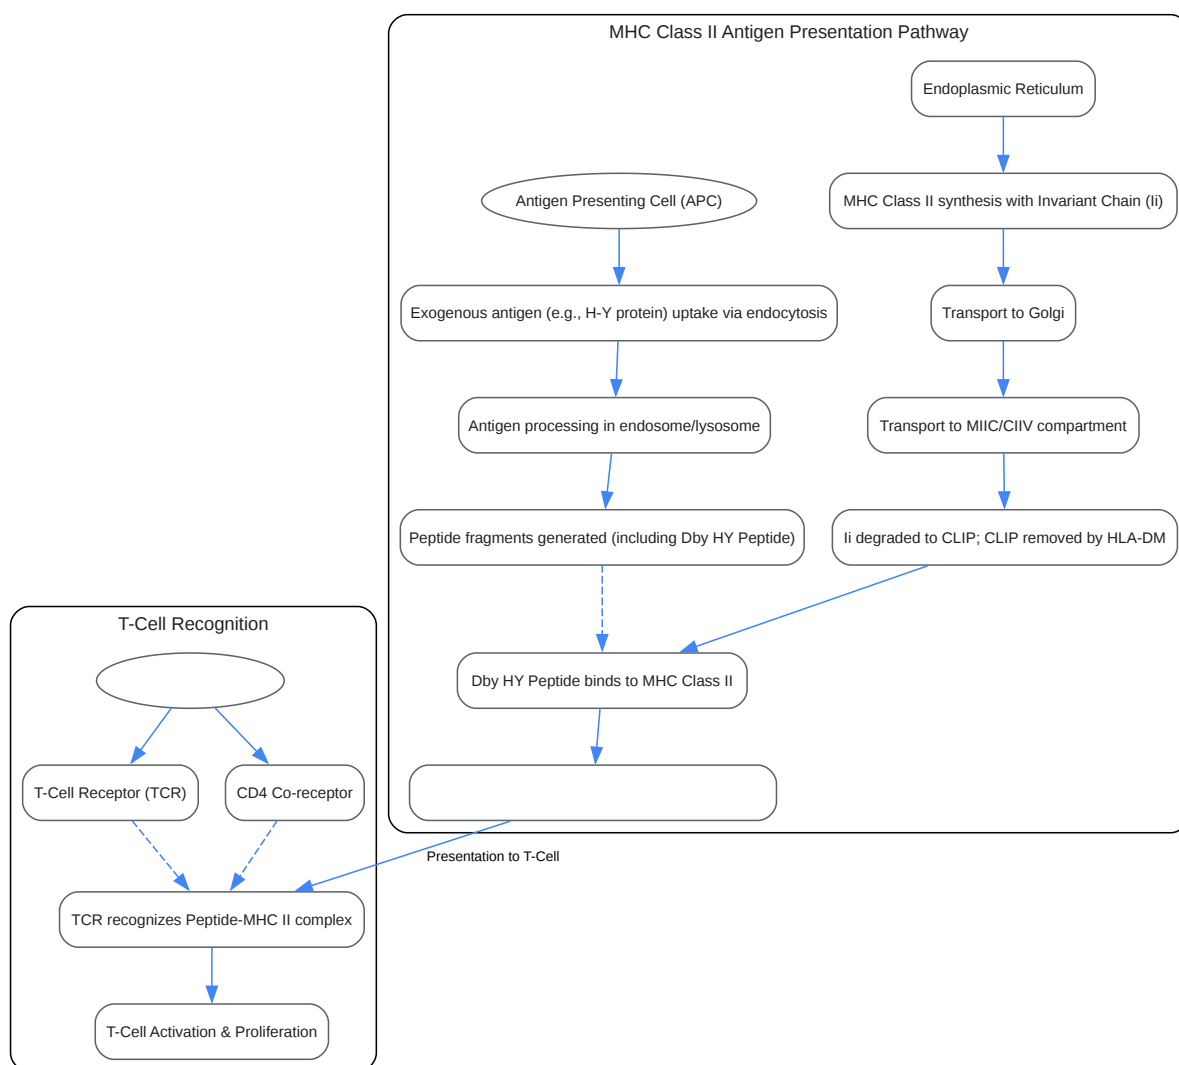 MHC Class II Antigen Presentation Pathway
Endoplasmic Reticulum
Antigen Presenting Cell (APC)
MHC Class II synthesis with Invariant Chain (Ii)
Exogenous antigen (e.g., H-Y protein) uptake via endocytosis
Transport to Golgi
Antigen processing in endosome/lysosome
Transport to MIIC/CIIV compartment
Peptide fragments generated (including Dby HY Peptide)
Ii degraded to CLIP; CLIP removed by HLA-DM
Dby HY Peptide binds to MHC Class II
T-Cell Recognition
T-Cell Receptor (TCR)
CD4 Co-receptor
Presentation to T-Cell
TCR recognizes Peptide-MHC II complex
T-Cell Activation & Proliferation